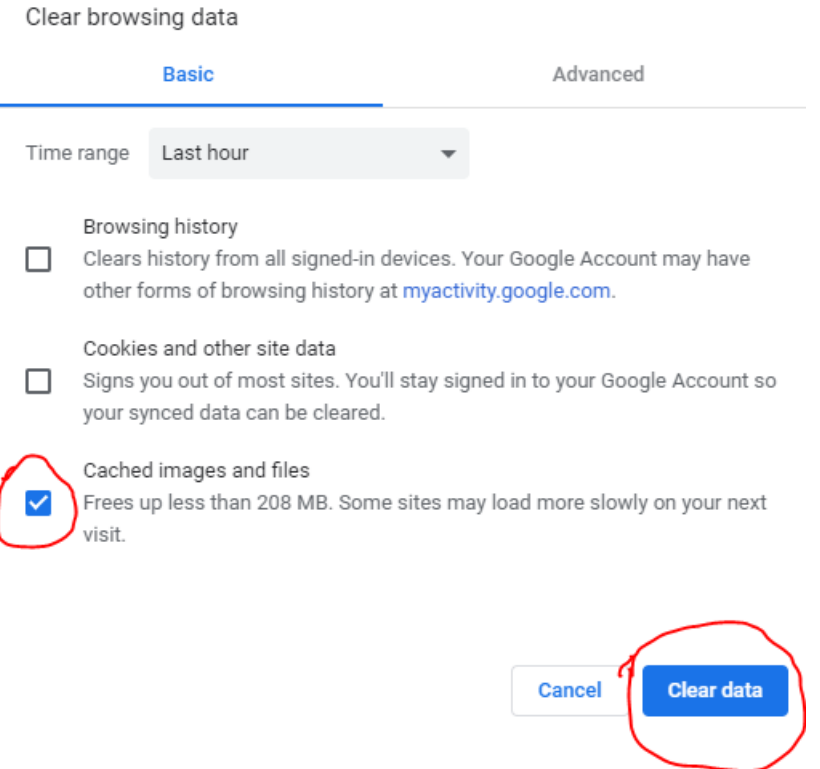 Clear browsing data
Basic
Advanced
Time range
Last hour
Browsing history
Clears history from all signed-in devices. Your Google Account may have
other forms of browsing history at myactivity.google.com.
Cookies and other site data
Signs you out of most sites. You'll stay signed in to your Google Account so
your synced data can be cleared.
Cached images and files
Frees up less than 208 MB. Some sites may load more slowly on your next
visit.
Cancel
Clear data